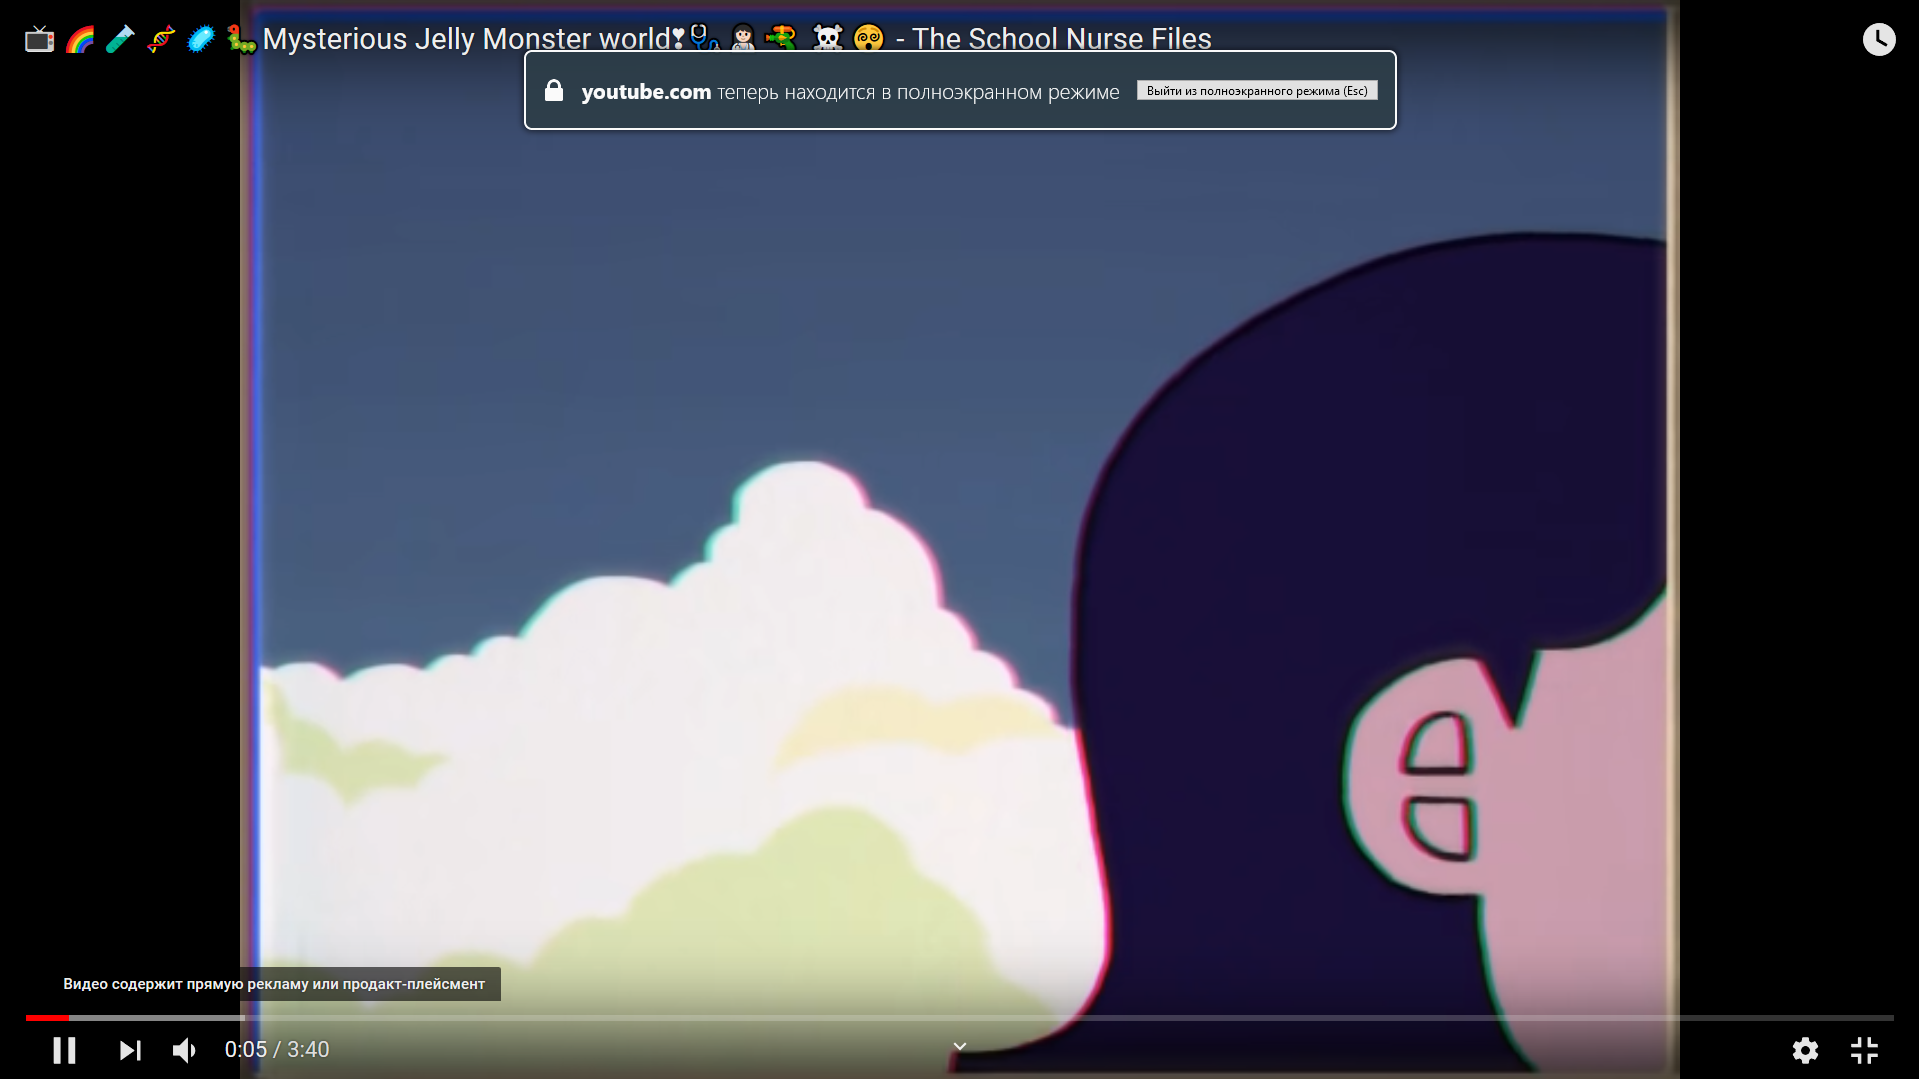 Mysterious Jelly Monster world❣ - The School Nurse Files
youtube.com теперь находится в полноэкранном режиме
Выйти из полноэкранного режима (Esc)
Видео содержит прямую рекламу или продакт-плейсмент
0:05 / 3:40